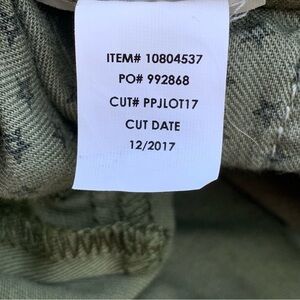 ITEM# 10804537
PO# 992868
CUT# PPJLOT17
CUT DATE
12/2017